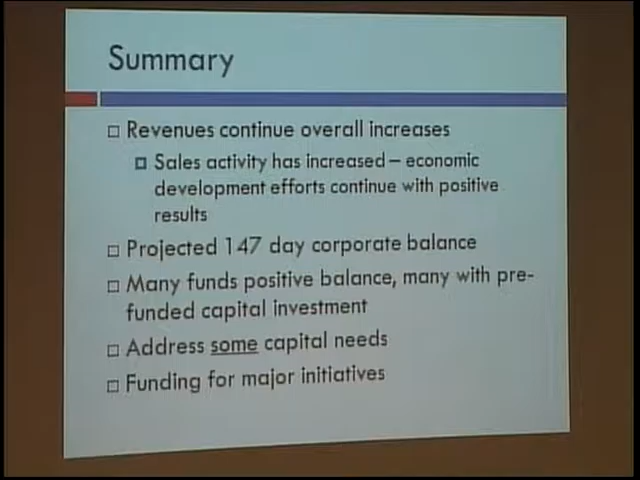 Summary
Revenues continue overall increases
Sales activity has increased – economic
development efforts continue with positive
results
Projected 147 day corporate balance
Many funds positive balance, many with pre-
funded capital investment
Address some capital needs
Funding for major initiatives